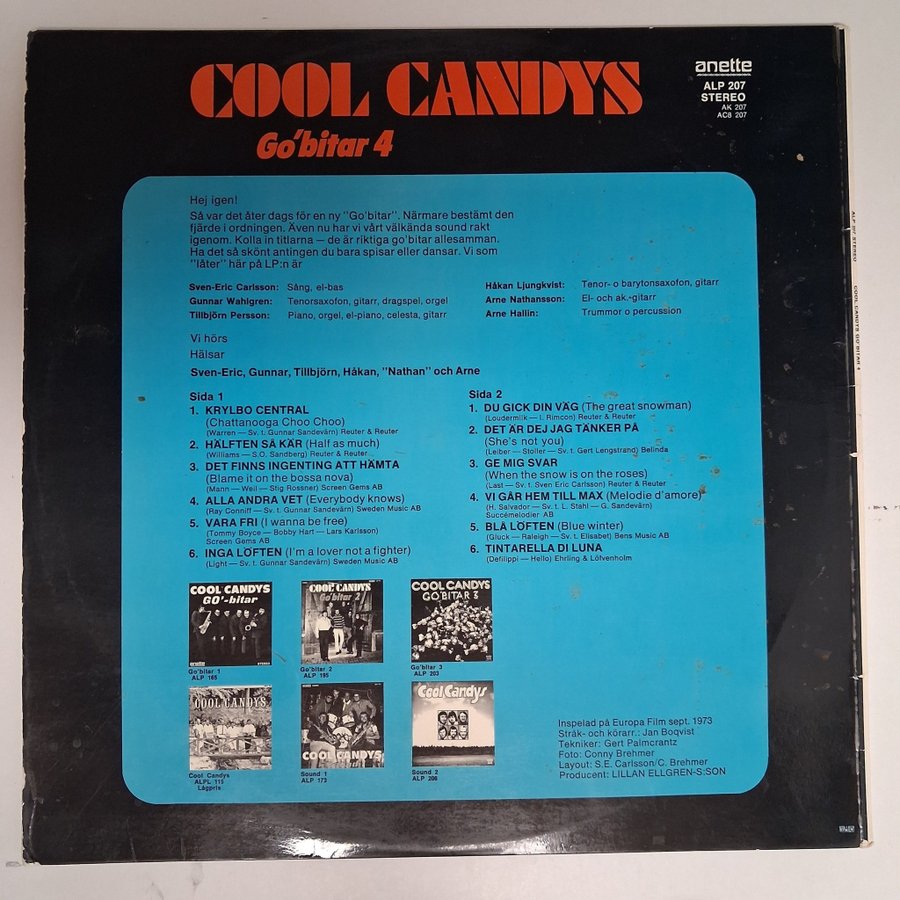 COOL CANDYS
Go'bitar 4
anette
ALP 207
STEREO
AK 207
AC8 207
Hej igen!
Så var det åter dags för en ny "Go'bitar". Närmare bestämt den
fjärde i ordningen. Även nu har vi vårt välkända sound rakt
igenom. Kolla in titlarna – de är riktiga go'bitar allesamman.
Ha det så skönt antingen du bara spisar eller dansar. Vi som
"låter" här på LP:n är
Sven-Eric Carlsson: Sång, el-bas
Gunnar Wahlgren: Tenorsaxofon, gitarr, dragspel, orgel
Tillbjörn Persson: Piano, orgel, el-piano, celesta, gitarr
Håkan Ljungkvist: Tenor- o barytonsaxofon, gitarr
Arne Nathansson: El- och ak.-gitarr
Arne Hallin: Trummor o percussion
Vi hörs
Hälsar
Sven-Eric, Gunnar, Tillbjörn, Håkan, "Nathan" och Arne
Sida 1
1. KRYLBO CENTRAL
(Chattanooga Choo Choo)
(Warren – Sv. t. Gunnar Sandevärn) Reuter & Reuter
2. HÄLFTEN SÅ KÄR (Half as much)
(Williams – S.O. Sandberg) Reuter & Reuter
3. DET FINNS INGENTING ATT HÄMTA
(Blame it on the bossa nova)
(Mann – Weil – Stig Rossner) Screen Gems AB
4. ALLA ANDRA VET (Everybody knows)
(Ray Conniff – Sv. t. Gunnar Sandevärn) Sweden Music AB
5. VARA FRI (I wanna be free)
(Tommy Boyce – Bobby Hart – Lars Karlsson)
Screen Gems AB
6. INGA LÖFTEN (I'm a lover not a fighter)
(Light – Sv. t. Gunnar Sandevärn) Sweden Music AB
Sida 2
1. DU GICK DIN VÄG (The great snowman)
(Loudermilk – I. Rimcon) Reuter & Reuter
2. DET ÄR DEJ JAG TÄNKER PÅ
(She's not you)
(Leiber – Stoller – Sv. t. Gert Lengstrand) Belinda
3. GE MIG SVAR
(When the snow is on the roses)
(Last – Sv. t. Sven Eric Carlsson) Reuter & Reuter
4. VI GÅR HEM TILL MAX (Melodie d'amore)
(H. Salvador – Sv. t. L. Stahl – G. Sandevärn)
Succémelodier AB
5. BLÅ LÖFTEN (Blue winter)
(Gluck – Raleigh – Sv. t. Elisabet) Bens Music AB
6. TINTARELLA DI LUNA
(Defilippi – Hello) Ehrling & Löfvenholm
COOL CANDYS
GO'-bitar
anette
STEREO
Go'bitar 1
ALP 165
COOL CANDYS
Go'bitar 2
Go'bitar 2
ALP 195
COOL CANDYS
GO'BITAR 3
Go'bitar 3
ALP 203
COOL CANDYS
Cool Candys
ALPL 115
Lågpris
COOL CANDYS
Sound 1
ALP 173
Cool Candys
Sound 2
ALP 206
Inspelad på Europa Film sept. 1973
Stråk- och körarr.: Jan Boqvist
Tekniker: Gert Palmcrantz
Foto: Conny Brehmer
Layout: S.E. Carlsson/C. Brehmer
Producent: LILLAN ELLGREN-S:SON
ALP 207 STEREO COOL CANDYS GO'BITAR 4